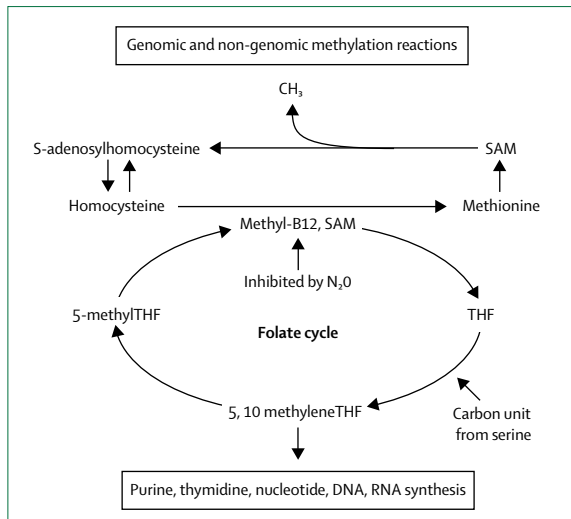 Genomic and non-genomic methylation reactions
CH₃
S-adenosylhomocysteine
SAM
Homocysteine
Methionine
Methyl-B12, SAM
Inhibited by N₂0
5-methylTHF
THF
Folate cycle
5, 10 methyleneTHF
Carbon unit
from serine
Purine, thymidine, nucleotide, DNA, RNA synthesis